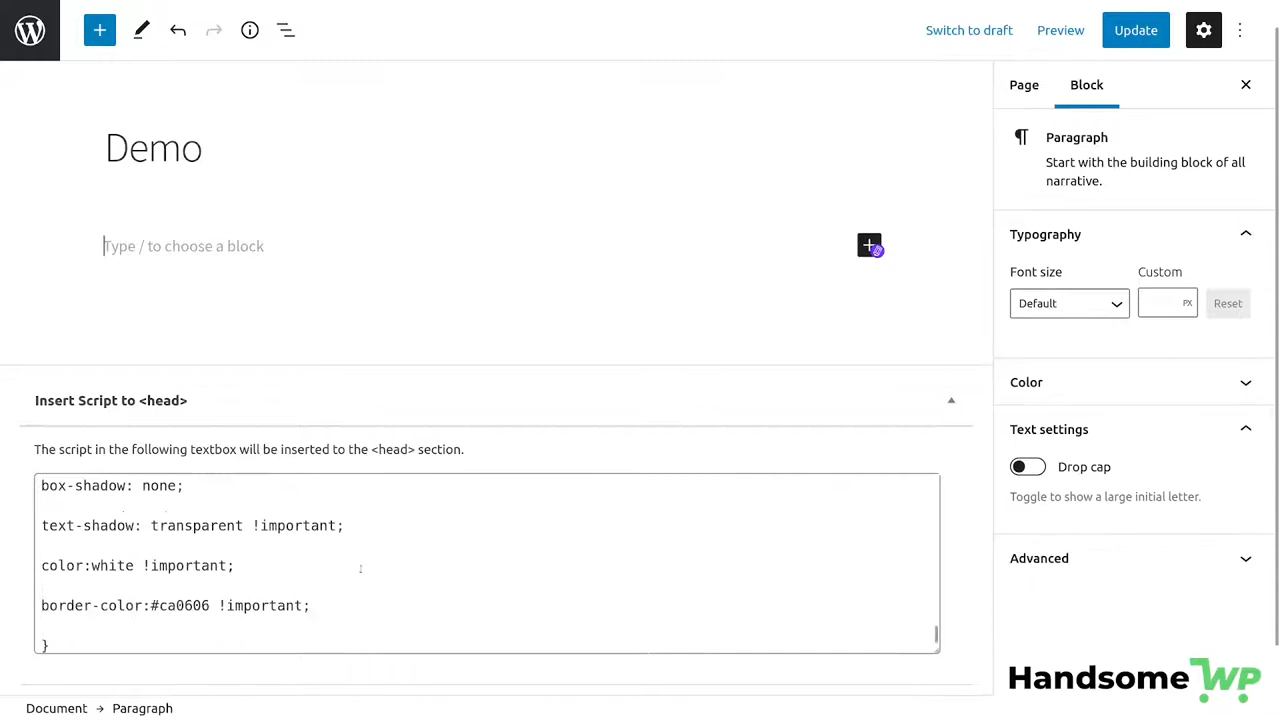 Switch to draft
Preview
Update
Demo
Type / to choose a block
Insert Script to <head>
The script in the following textbox will be inserted to the <head> section.
box-shadow: none;
text-shadow: transparent !important;
color:white !important;
border-color:#ca0606 !important;
}
Document → Paragraph
Page
Block
Paragraph
Start with the building block of all
narrative.
Typography
Font size
Custom
Default
PX
Reset
Color
Text settings
Drop cap
Toggle to show a large initial letter.
Advanced
Handsome WP